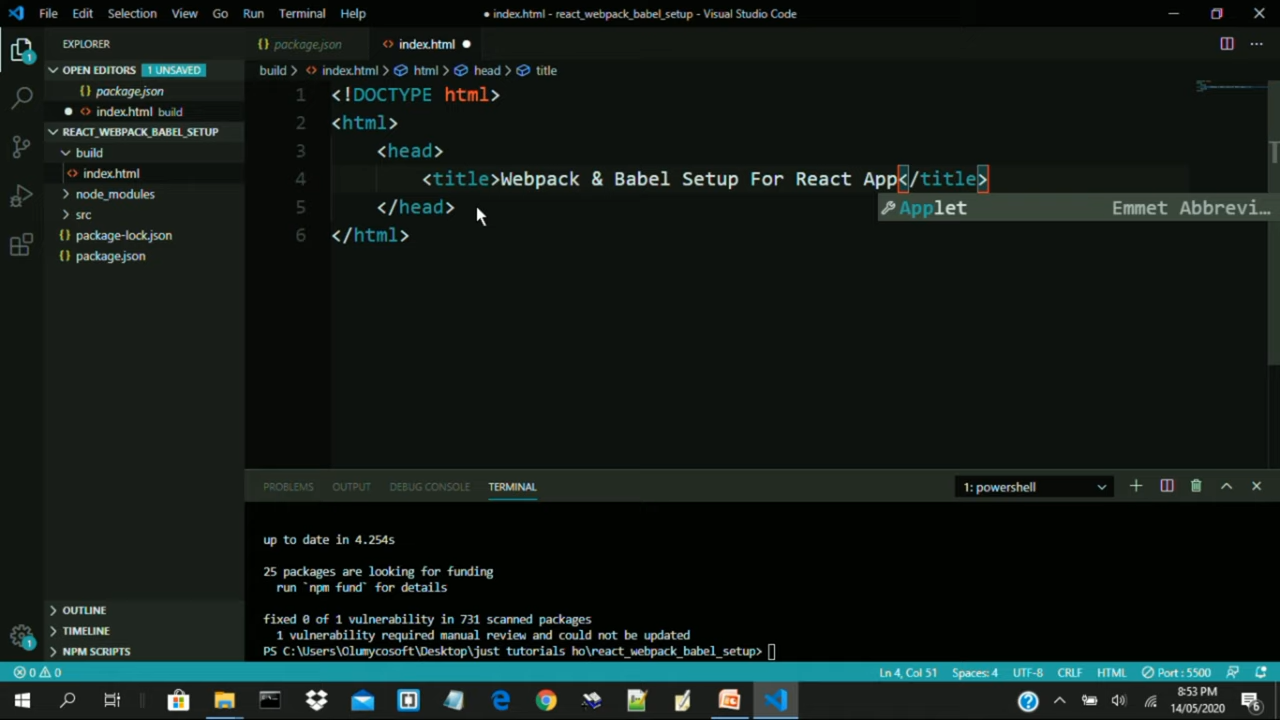 File Edit Selection View Go Run Terminal Help
● index.html - react_webpack_babel_setup - Visual Studio Code
EXPLORER
OPEN EDITORS 1 UNSAVED
{} package.json
● <> index.html build
REACT_WEBPACK_BABEL_SETUP
build
<> index.html
node_modules
src
{} package-lock.json
{} package.json
OUTLINE
TIMELINE
NPM SCRIPTS
{} package.json
<> index.html ●
build > <> index.html > html > head > title
1 <!DOCTYPE html>
2 <html>
3 <head>
4 <title>Webpack & Babel Setup For React App</title>
5 </head>
6 </html>
Applet Emmet Abbrevi...
PROBLEMS OUTPUT DEBUG CONSOLE TERMINAL
1: powershell
up to date in 4.254s
25 packages are looking for funding
run `npm fund` for details
fixed 0 of 1 vulnerability in 731 scanned packages
1 vulnerability required manual review and could not be updated
PS C:\Users\Olumycosoft\Desktop\just tutorials ho\react_webpack_babel_setup>
0 0 Ln 4, Col 51 Spaces: 4 UTF-8 CRLF HTML Port : 5500
8:53 PM
14/05/2020
6